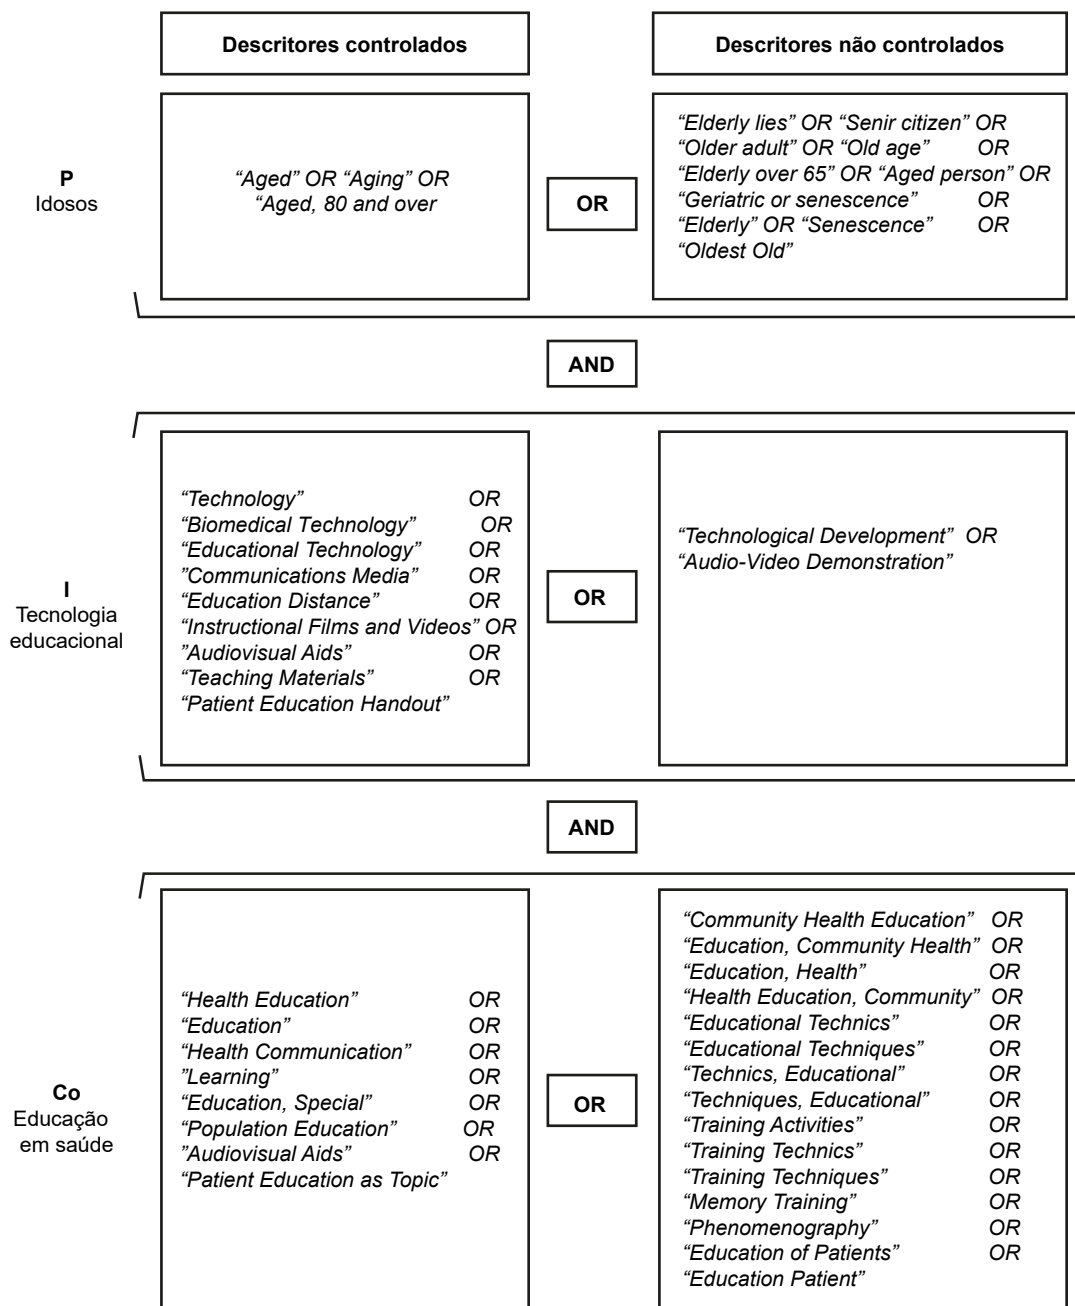 Descritores controlados
Descritores não controlados
P
Idosos
“Aged” OR “Aging” OR
“Aged, 80 and over
OR
“Elderly lies” OR “Senir citizen” OR
“Older adult” OR “Old age” OR
“Elderly over 65” OR “Aged person” OR
“Geriatric or senescence” OR
“Elderly” OR “Senescence” OR
“Oldest Old”
AND
I
Tecnologia
educacional
“Technology” OR
“Biomedical Technology” OR
“Educational Technology” OR
”Communications Media” OR
“Education Distance” OR
“Instructional Films and Videos” OR
”Audiovisual Aids” OR
“Teaching Materials” OR
“Patient Education Handout”
OR
“Technological Development” OR
“Audio-Video Demonstration”
AND
Co
Educação
em saúde
“Health Education” OR
“Education” OR
“Health Communication” OR
”Learning” OR
“Education, Special” OR
“Population Education” OR
”Audiovisual Aids” OR
“Patient Education as Topic”
OR
“Community Health Education” OR
“Education, Community Health” OR
“Education, Health” OR
“Health Education, Community” OR
“Educational Technics” OR
“Educational Techniques” OR
“Technics, Educational” OR
“Techniques, Educational” OR
“Training Activities” OR
“Training Technics” OR
“Training Techniques” OR
“Memory Training” OR
“Phenomenography” OR
“Education of Patients” OR
“Education Patient”